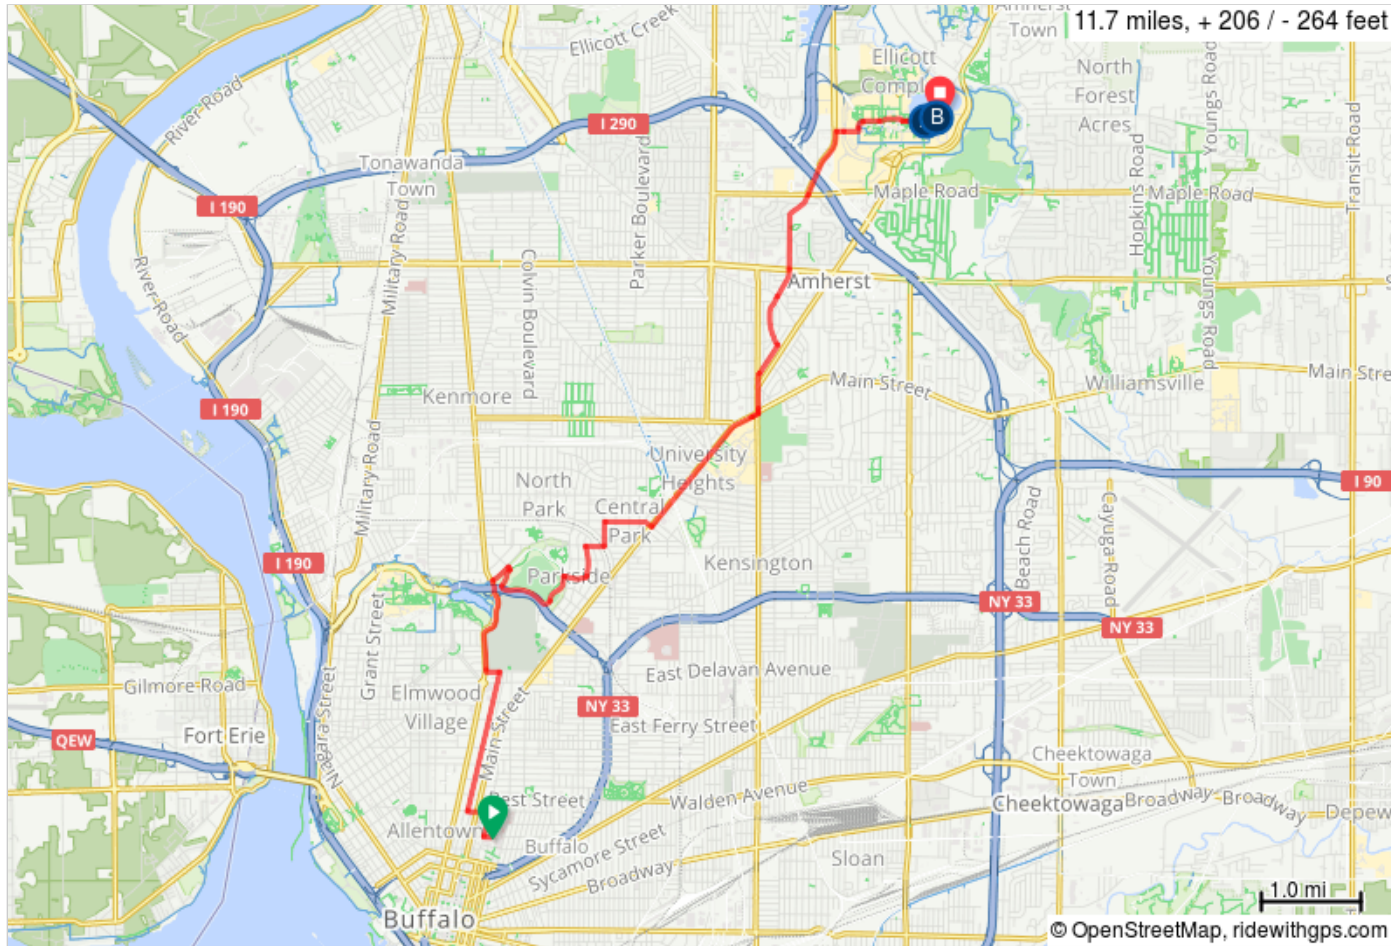 11.7 miles, + 206 / - 264 feet
Amherst
Town
Ellicott Creek
Ellicott
Compl
North
Forest
Acres
Youngs Road
River Road
I 290
B
Tonawanda
Town
Parker Boulevard
Hopkins Road
Transit Road
Maple Road
Maple Road
I 190
Military Road
Colvin Boulevard
River Road
Amherst
Youngs Road
Main Street
Williamsville
Main Stre
Kenmore
I 190
Military Road
University
Heights
North
Park
I 90
Central
Park
Beach Road
Cayuga Road
I 190
Kensington
Parkside
NY 33
NY 33
Grant Street
East Delavan Avenue
Gilmore Road
Elmwood
Village
Main Street
NY 33
East Ferry Street
Niagara Street
QEW
Fort Erie
Cheektowaga
Town
Best Street
Walden Avenue
Cheektowaga
Broadway
Broadway
Depew
Allentown
Buffalo
Sycamore Street
Broadway
Sloan
1.0 mi
Buffalo
© OpenStreetMap, ridewithgps.com